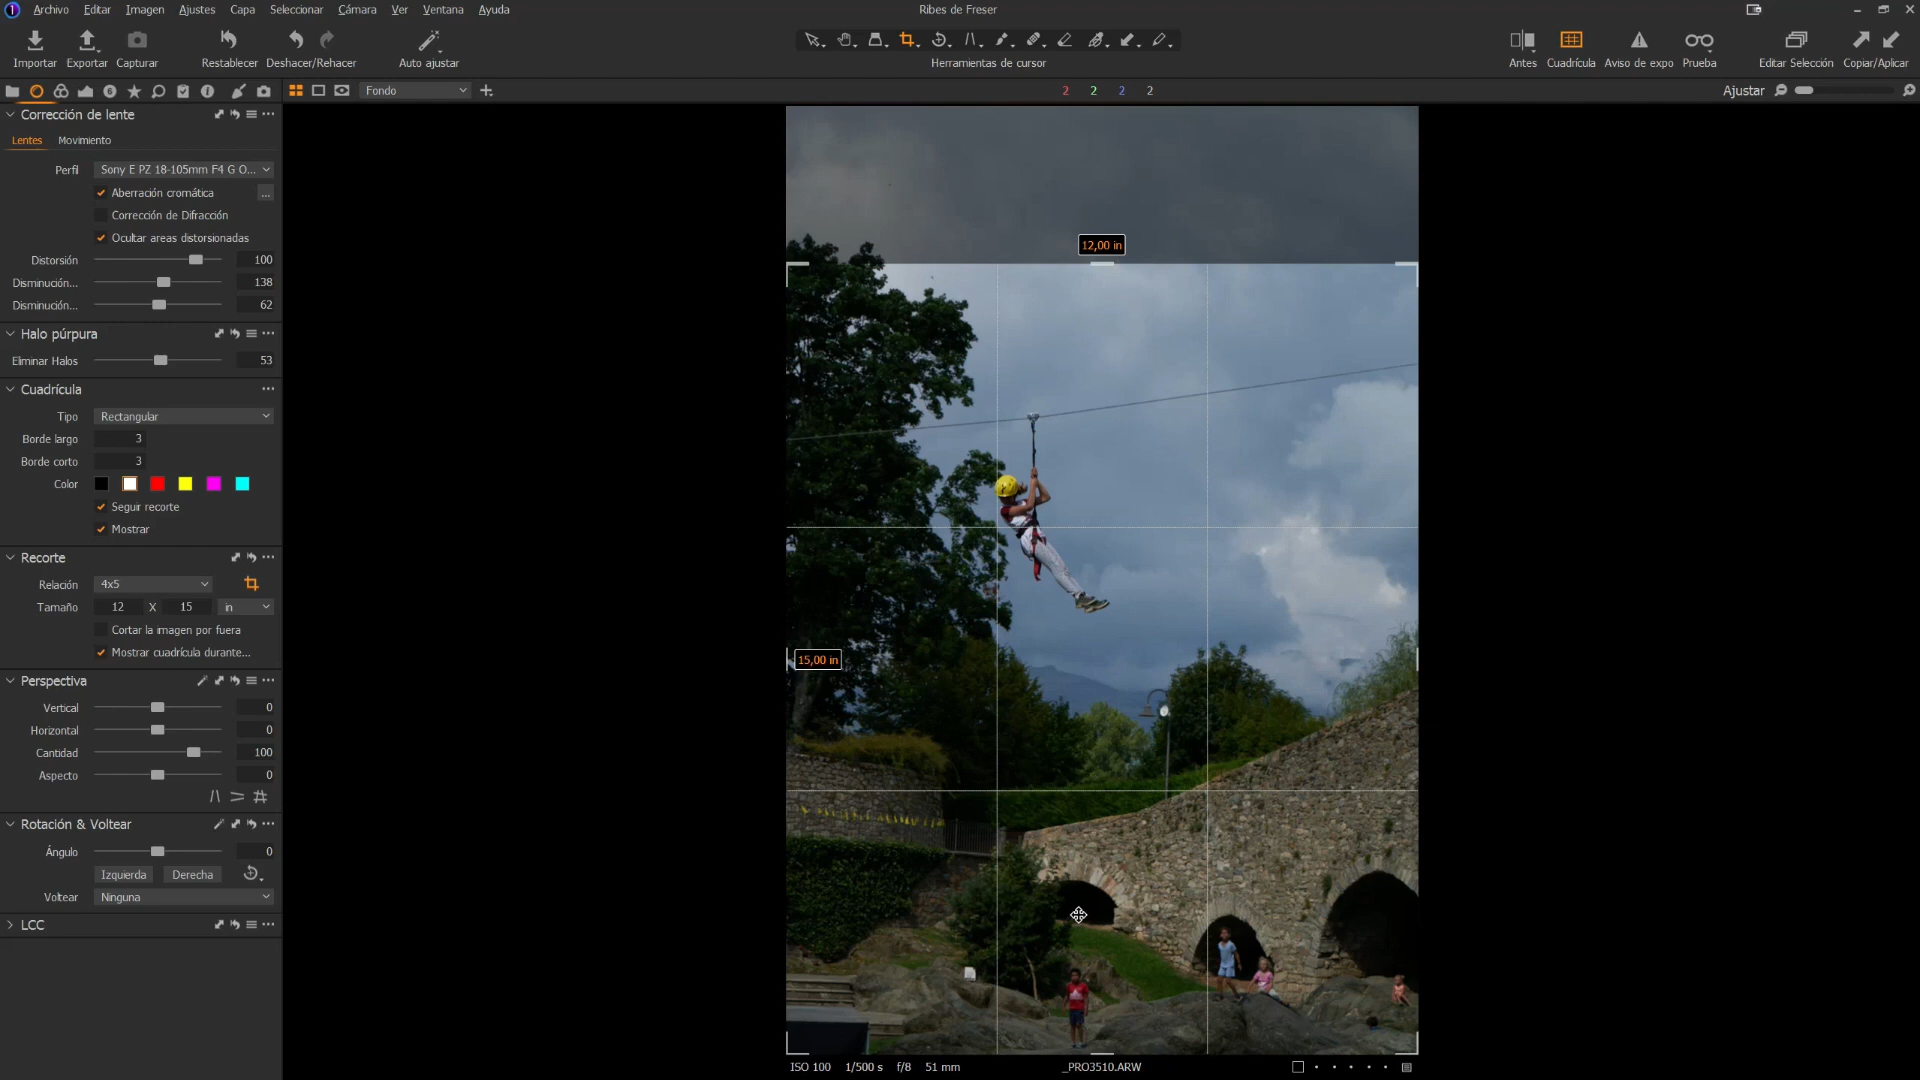 Archivo Editar Imagen Ajustes Capa Seleccionar Cámara Ver Ventana Ayuda
Ribes de Freser
Importar Exportar Capturar Restablecer Deshacer/Rehacer Auto ajustar
Herramientas de cursor
Antes Cuadrícula Aviso de expo Prueba Editar Selección Copiar/Aplicar
Fondo
2 2 2 2
Ajustar
Corrección de lente
Lentes Movimiento
Perfil Sony E PZ 18-105mm F4 G O...
Aberración cromática ...
Corrección de Difracción
Ocultar areas distorsionadas
Distorsión 100
Disminución... 138
Disminución... 62
Halo púrpura
Eliminar Halos 53
Cuadrícula
Tipo Rectangular
Borde largo 3
Borde corto 3
Color
Seguir recorte
Mostrar
Recorte
Relación 4x5
Tamaño 12 X 15 in
Cortar la imagen por fuera
Mostrar cuadrícula durante...
Perspectiva
Vertical 0
Horizontal 0
Cantidad 100
Aspecto 0
Rotación & Voltear
Ángulo 0
Izquierda Derecha
Voltear Ninguna
LCC
12,00 in
15,00 in
ISO 100 1/500 s f/8 51 mm
_PRO3510.ARW